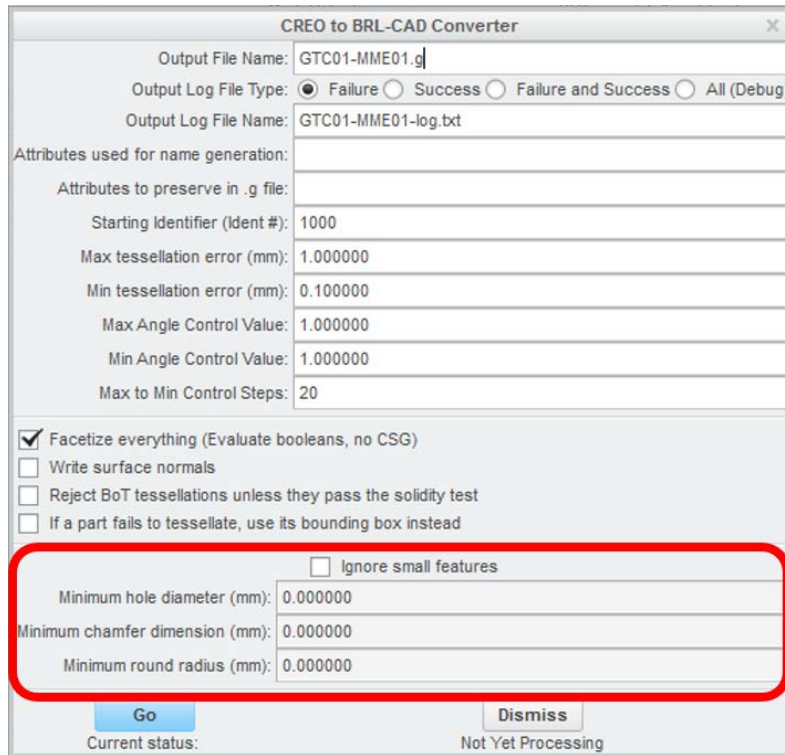 CREO to BRL-CAD Converter X
Output File Name: GTC01-MME01.g
Output Log File Type: Failure Success Failure and Success All (Debug
Output Log File Name: GTC01-MME01-log.txt
Attributes used for name generation:
Attributes to preserve in .g file:
Starting Identifier (Ident #): 1000
Max tessellation error (mm): 1.000000
Min tessellation error (mm): 0.100000
Max Angle Control Value: 1.000000
Min Angle Control Value: 1.000000
Max to Min Control Steps: 20
Facetize everything (Evaluate booleans, no CSG)
Write surface normals
Reject BoT tessellations unless they pass the solidity test
If a part fails to tessellate, use its bounding box instead
Ignore small features
Minimum hole diameter (mm): 0.000000
Minimum chamfer dimension (mm): 0.000000
Minimum round radius (mm): 0.000000
Go Dismiss
Current status: Not Yet Processing